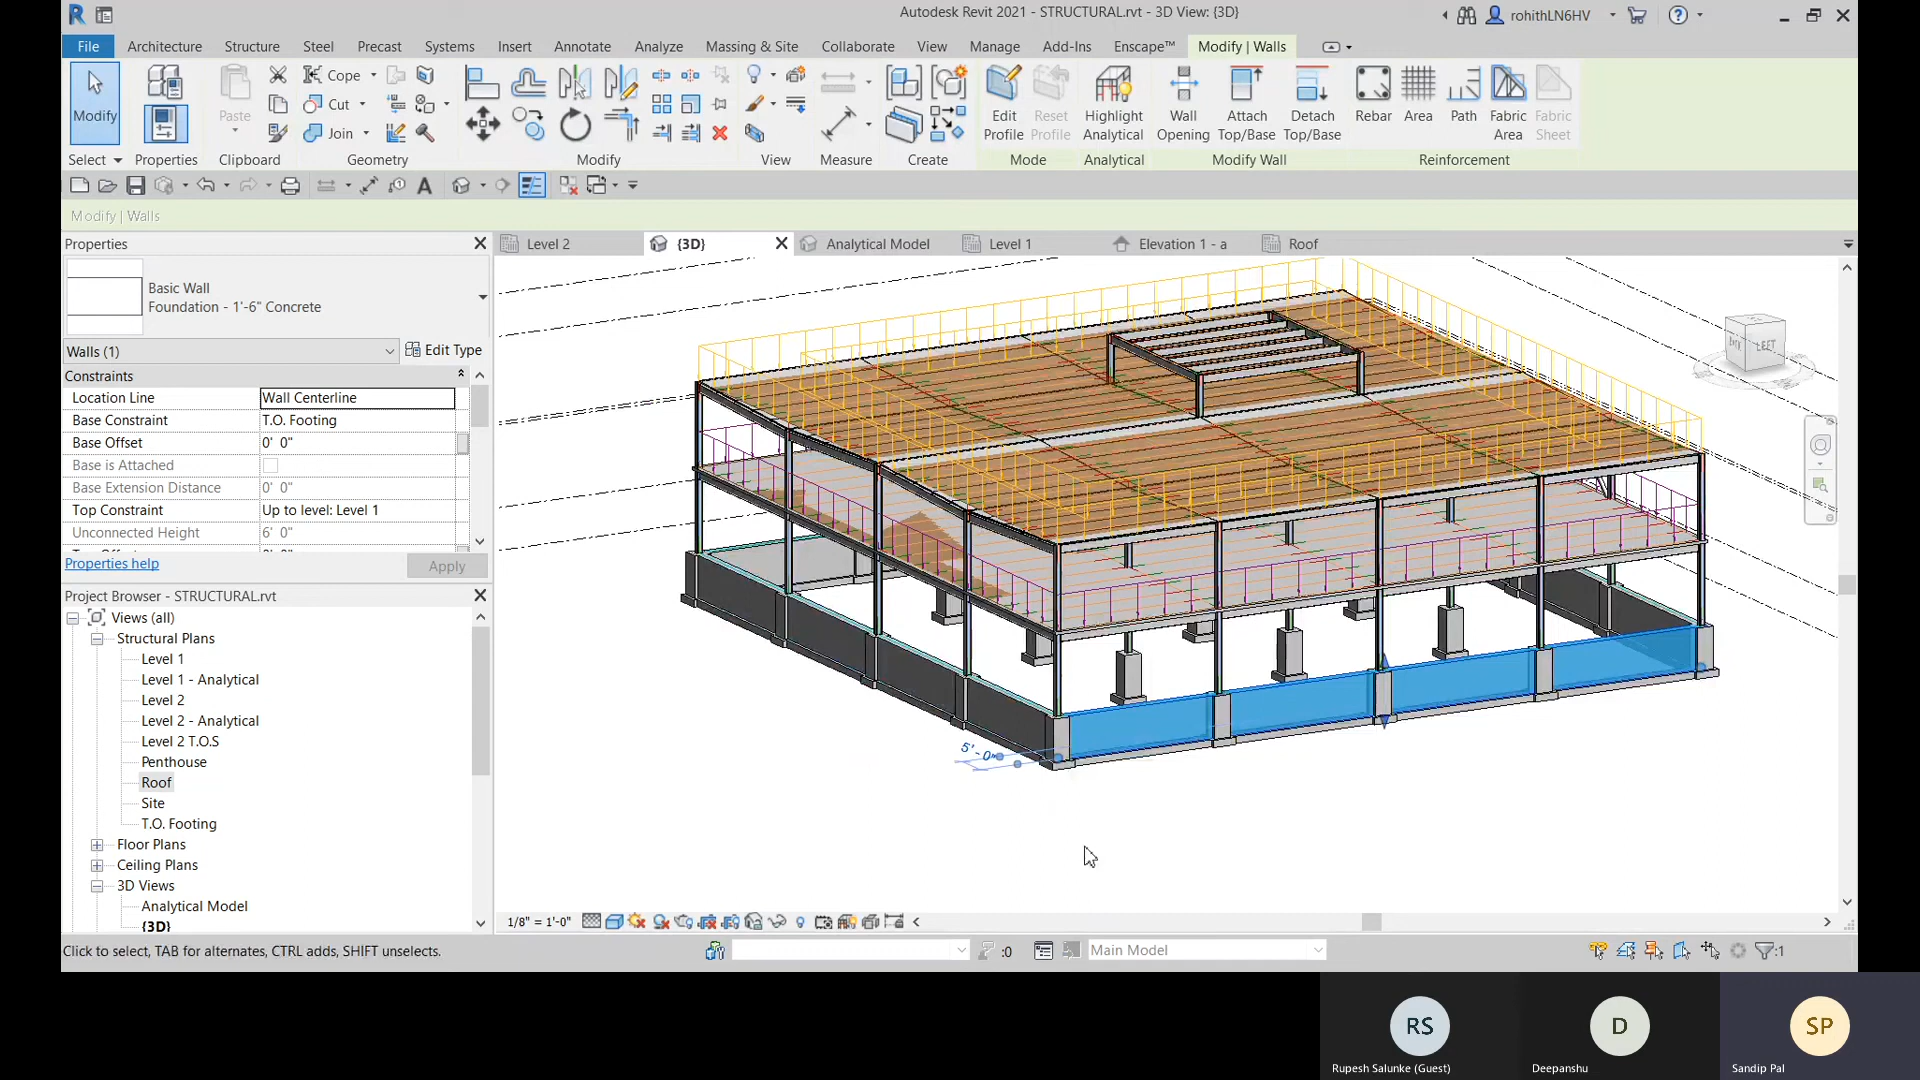 Autodesk Revit 2021 - STRUCTURAL.rvt - 3D View: {3D}
rohithLN6HV
File Architecture Structure Steel Precast Systems Insert Annotate Analyze Massing & Site Collaborate View Manage Add-Ins Enscape™ Modify | Walls
Modify
Paste
Cope
Cut
Join
Edit Profile
Reset Profile
Highlight Analytical
Wall Opening
Attach Top/Base
Detach Top/Base
Rebar
Area
Path
Fabric Area
Fabric Sheet
Select Properties Clipboard Geometry Modify View Measure Create Mode Analytical Modify Wall Reinforcement
Modify | Walls
Properties
Level 2 {3D} Analytical Model Level 1 Elevation 1 - a Roof
Basic Wall
Foundation - 1'-6" Concrete
Walls (1) Edit Type
Constraints
Location Line Wall Centerline
Base Constraint T.O. Footing
Base Offset 0' 0"
Base is Attached
Base Extension Distance 0' 0"
Top Constraint Up to level: Level 1
Unconnected Height 6' 0"
Properties help Apply
Project Browser - STRUCTURAL.rvt
Views (all)
Structural Plans
Level 1
Level 1 - Analytical
Level 2
Level 2 - Analytical
Level 2 T.O.S
Penthouse
Roof
Site
T.O. Footing
Floor Plans
Ceiling Plans
3D Views
Analytical Model
{3D}
LEFT
5' - 0"
1/8" = 1'-0"
Click to select, TAB for alternates, CTRL adds, SHIFT unselects.
:0
Main Model
:1
RS
D
SP
Rupesh Salunke (Guest)
Deepanshu
Sandip Pal